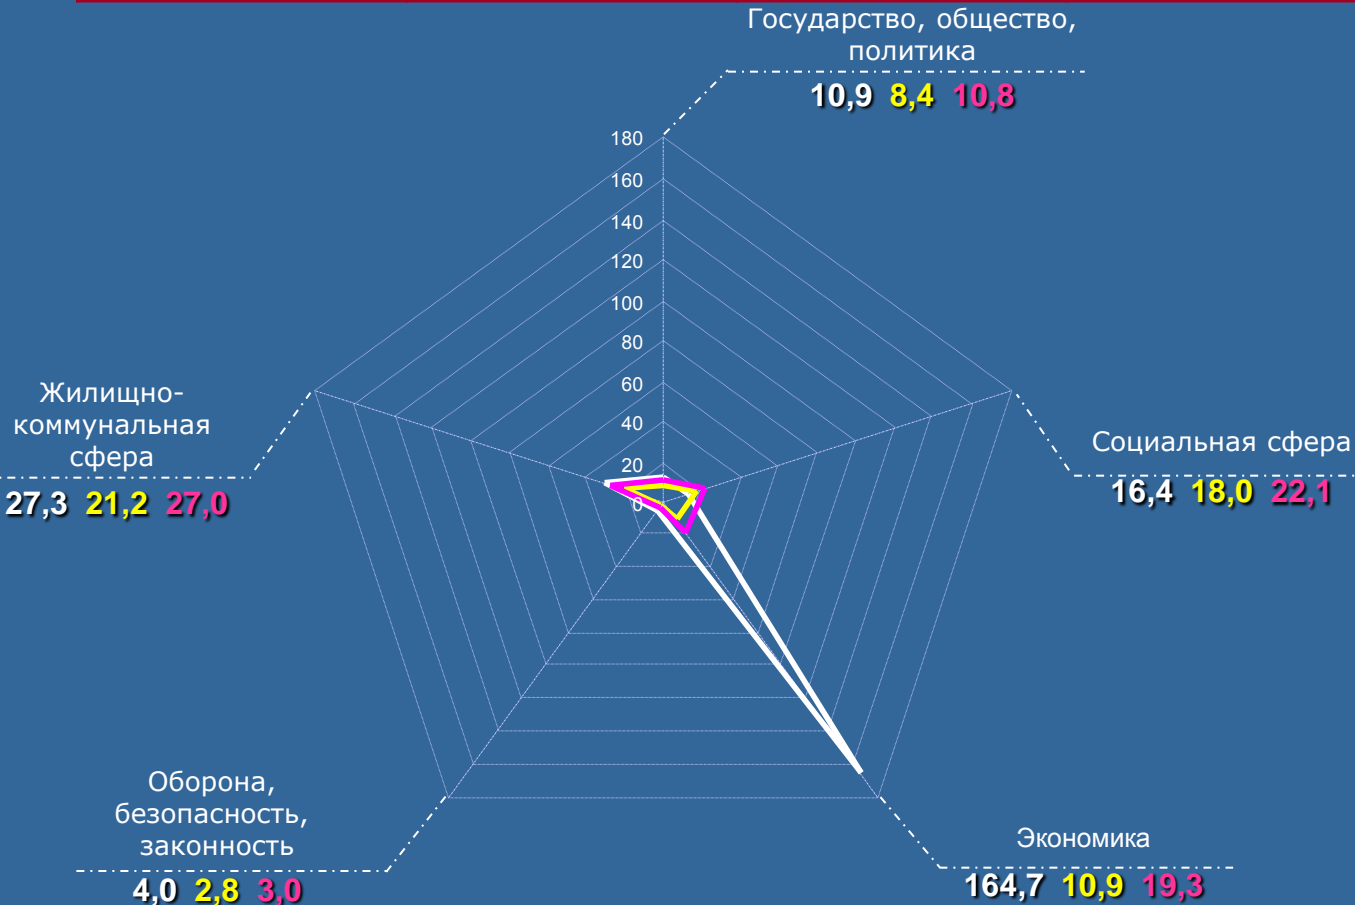 Государство, общество,
политика
10,9 8,4 10,8
180
160
140
120
100
80
60
40
20
0
Жилищно-
коммунальная
сфера
27,3 21,2 27,0
Социальная сфера
16,4 18,0 22,1
Оборона,
безопасность,
законность
4,0 2,8 3,0
Экономика
164,7 10,9 19,3